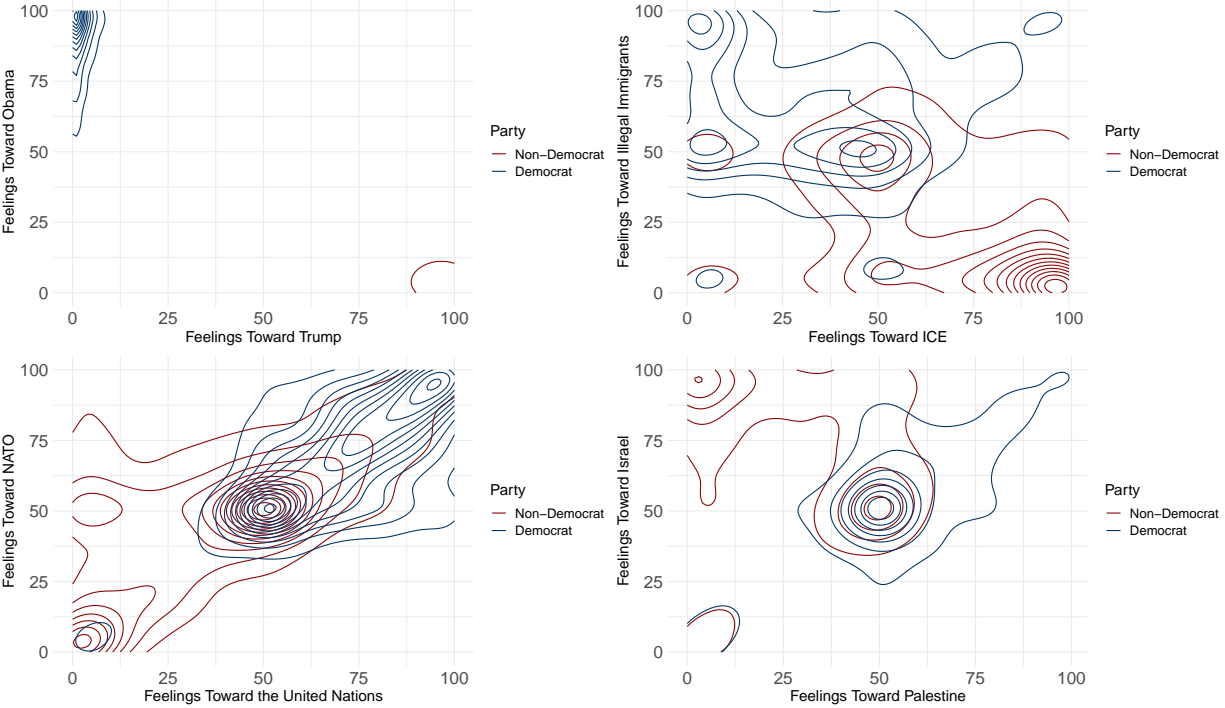 100
75
50
25
0
Feelings Toward Obama
0 25 50 75 100
Feelings Toward Trump
Party
Non−Democrat
Democrat
100
75
50
25
0
Feelings Toward Illegal Immigrants
0 25 50 75 100
Feelings Toward ICE
Party
Non−Democrat
Democrat
100
75
50
25
0
Feelings Toward NATO
0 25 50 75 100
Feelings Toward the United Nations
Party
Non−Democrat
Democrat
100
75
50
25
0
Feelings Toward Israel
0 25 50 75 100
Feelings Toward Palestine
Party
Non−Democrat
Democrat